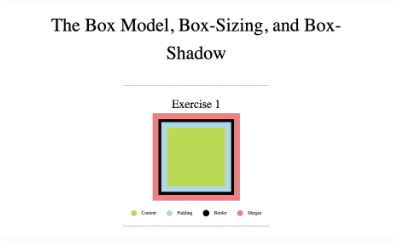 The Box Model, Box-Sizing, and Box-
Shadow
Exercise 1
Content Padding Border Margin